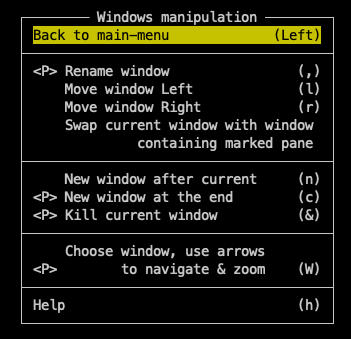 Windows manipulation
Back to main-menu (Left)
<P> Rename window (,)
Move window Left (l)
Move window Right (r)
Swap current window with window
containing marked pane
New window after current (n)
<P> New window at the end (c)
<P> Kill current window (&)
Choose window, use arrows
<P> to navigate & zoom (W)
Help (h)